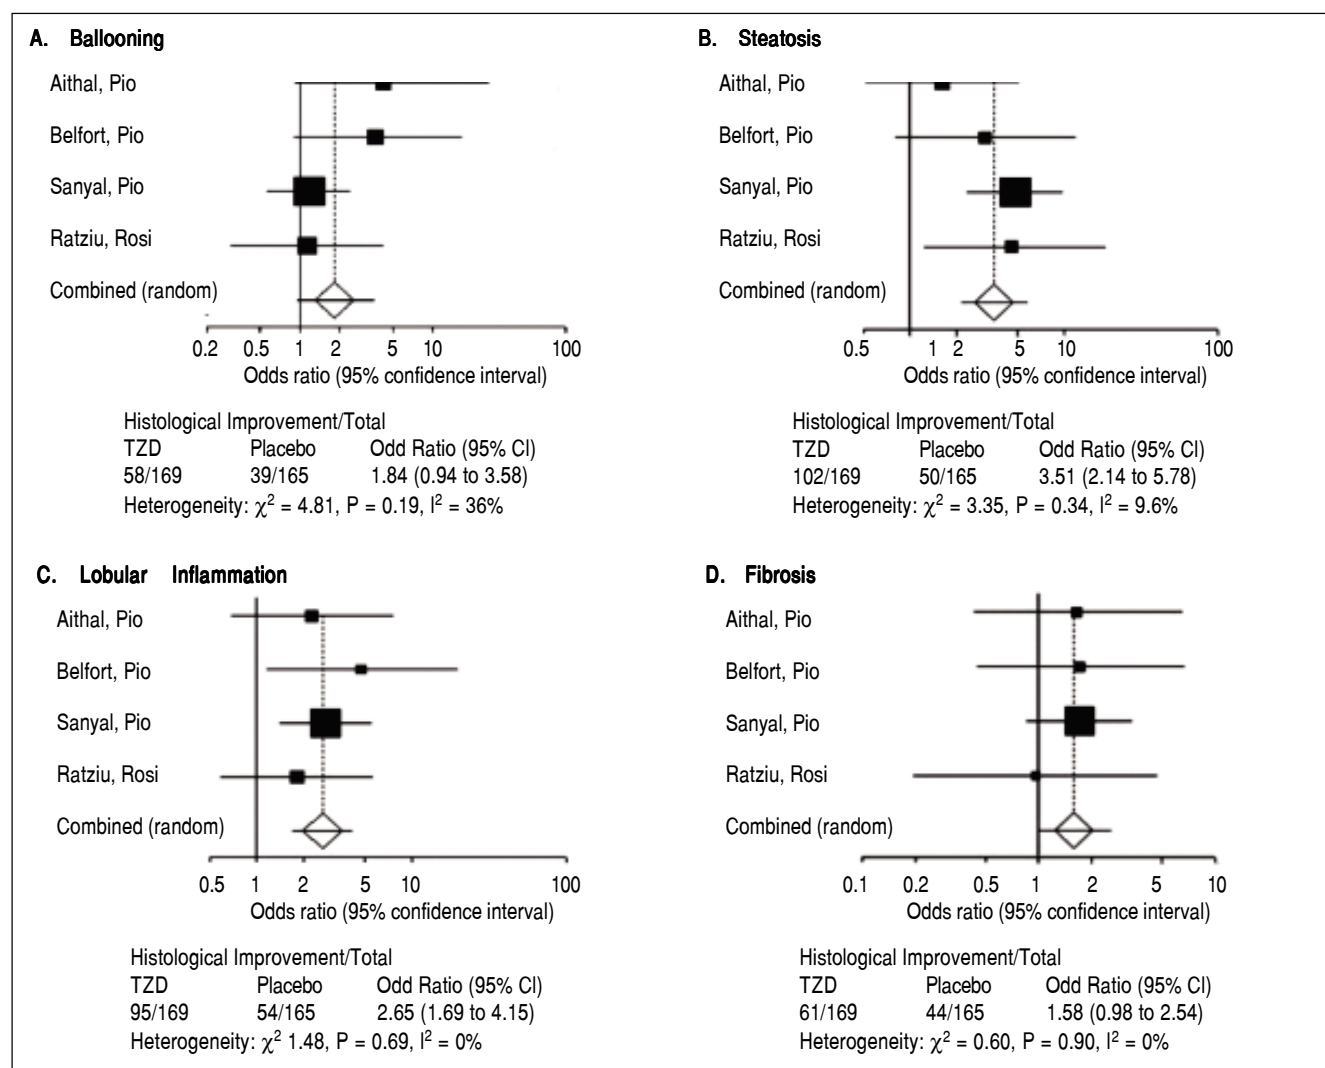 A. Ballooning
Aithal, Pio
Belfort, Pio
Sanyal, Pio
Ratziu, Rosi
Combined (random)
0.2 0.5 1 2 5 10 100
Odds ratio (95% confidence interval)
Histological Improvement/Total
TZD Placebo Odd Ratio (95% CI)
58/169 39/165 1.84 (0.94 to 3.58)
Heterogeneity: χ² = 4.81, P = 0.19, I² = 36%
B. Steatosis
Aithal, Pio
Belfort, Pio
Sanyal, Pio
Ratziu, Rosi
Combined (random)
0.5 1 2 5 10 100
Odds ratio (95% confidence interval)
Histological Improvement/Total
TZD Placebo Odd Ratio (95% CI)
102/169 50/165 3.51 (2.14 to 5.78)
Heterogeneity: χ² = 3.35, P = 0.34, I² = 9.6%
C. Lobular Inflammation
Aithal, Pio
Belfort, Pio
Sanyal, Pio
Ratziu, Rosi
Combined (random)
0.5 1 2 5 10 100
Odds ratio (95% confidence interval)
Histological Improvement/Total
TZD Placebo Odd Ratio (95% CI)
95/169 54/165 2.65 (1.69 to 4.15)
Heterogeneity: χ² 1.48, P = 0.69, I² = 0%
D. Fibrosis
Aithal, Pio
Belfort, Pio
Sanyal, Pio
Ratziu, Rosi
Combined (random)
0.1 0.2 0.5 1 2 5 10
Odds ratio (95% confidence interval)
Histological Improvement/Total
TZD Placebo Odd Ratio (95% CI)
61/169 44/165 1.58 (0.98 to 2.54)
Heterogeneity: χ² = 0.60, P = 0.90, I² = 0%